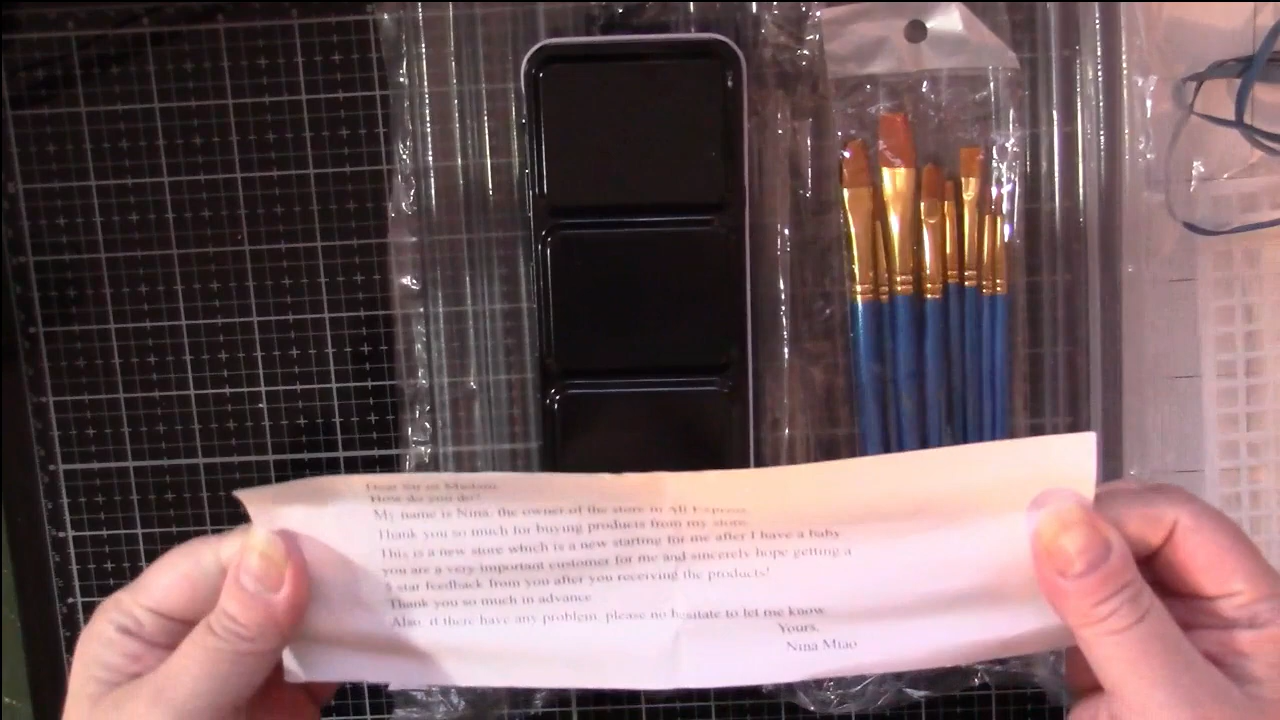 Dear Sir or Madam,
How do you do?
My name is Nina, the owner of the store in Ali Express
Thank you so much for buying products from my store.
This is a new store which is a new starting for me after I have a baby
you are a very important customer for me and sincerely hope getting a
5 star feedback from you after you receiving the products!
Thank you so much in advance
Also, if there have any problem, please no hesitate to let me know
Yours,
Nina Miao